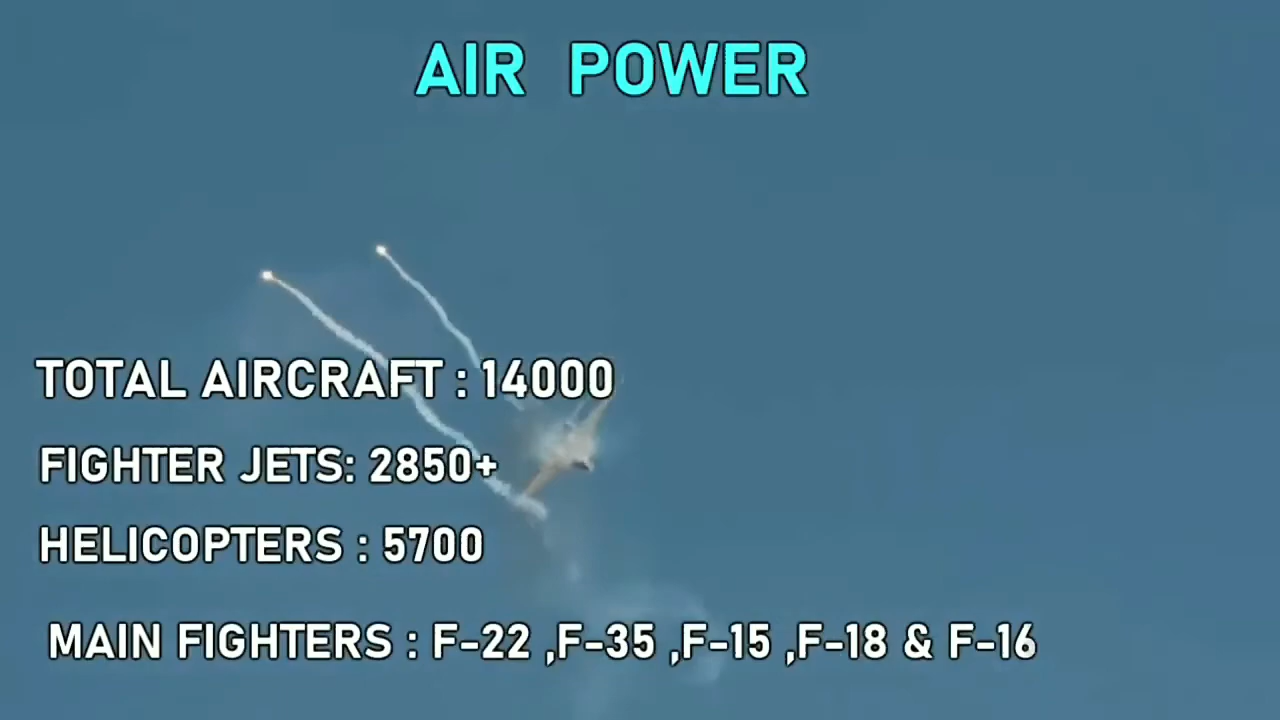 AIR POWER
TOTAL AIRCRAFT : 14000
FIGHTER JETS: 2850+
HELICOPTERS : 5700
MAIN FIGHTERS : F-22 ,F-35 ,F-15 ,F-18 & F-16